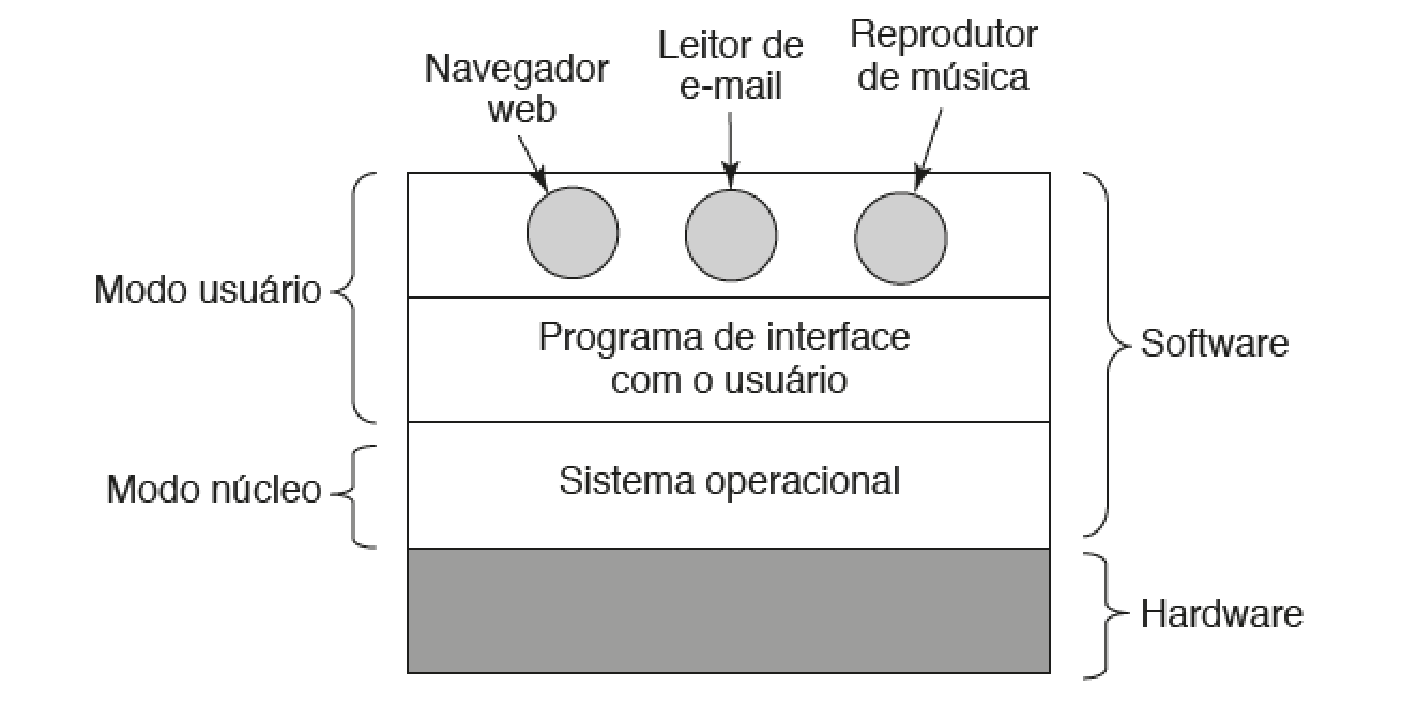 Navegador
web
Leitor de
e-mail
Reprodutor
de música
Modo usuário
Programa de interface
com o usuário
Software
Modo núcleo
Sistema operacional
Hardware